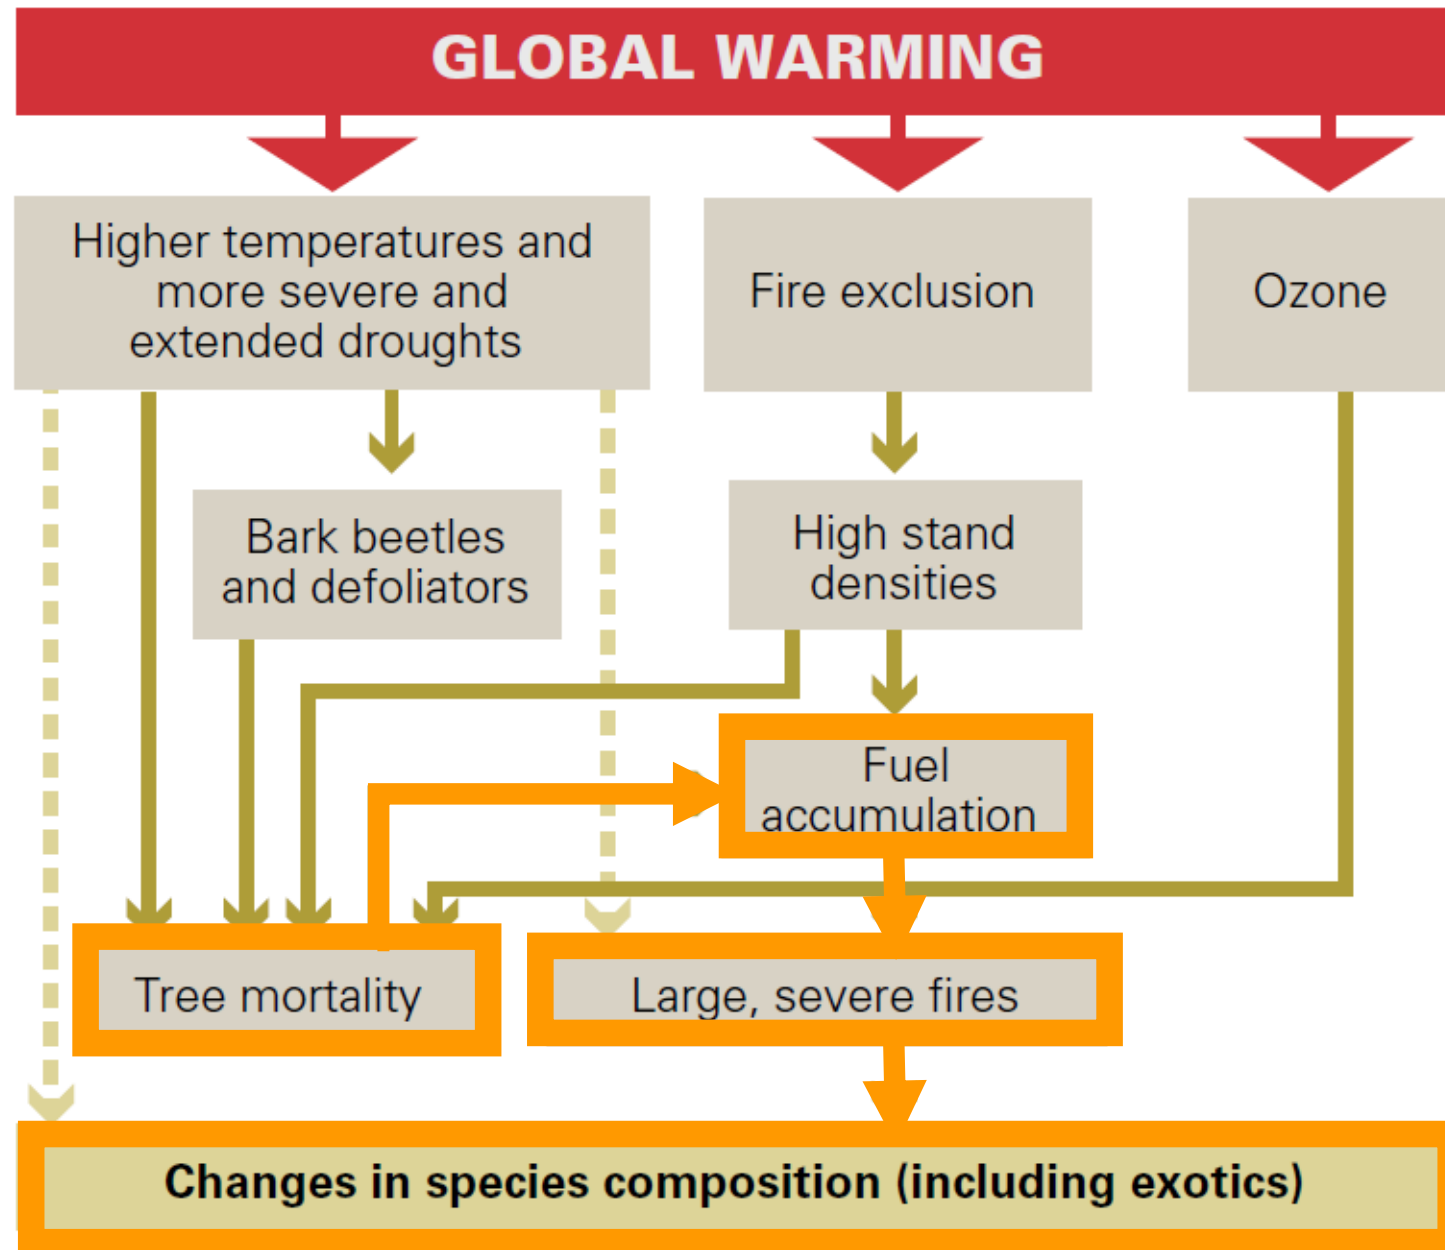 GLOBAL WARMING
Higher temperatures and
more severe and
extended droughts
Fire exclusion
Ozone
Bark beetles
and defoliators
High stand
densities
Fuel
accumulation
Tree mortality
Large, severe fires
Changes in species composition (including exotics)